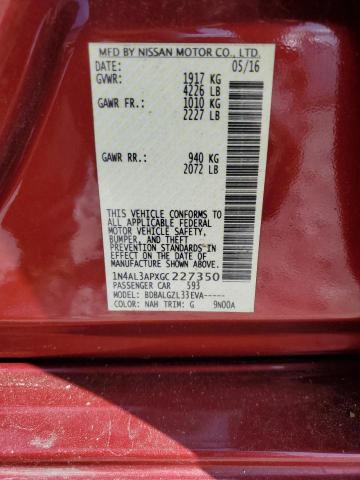 MFD BY NISSAN MOTOR CO., LTD.
DATE: 05/16
GVWR: 1917 KG
4226 LB
GAWR FR.: 1010 KG
2227 LB
GAWR RR.: 940 KG
2072 LB
THIS VEHICLE CONFORMS TO
ALL APPLICABLE FEDERAL
MOTOR VEHICLE SAFETY,
BUMPER, AND THEFT
PREVENTION STANDARDS IN
EFFECT ON THE DATE OF
MANUFACTURE SHOWN ABOVE.
1N4AL3APXGC227350
PASSENGER CAR 593
MODEL: BDBALGZL33EVA-----
COLOR: NAH TRIM: G 9N00A